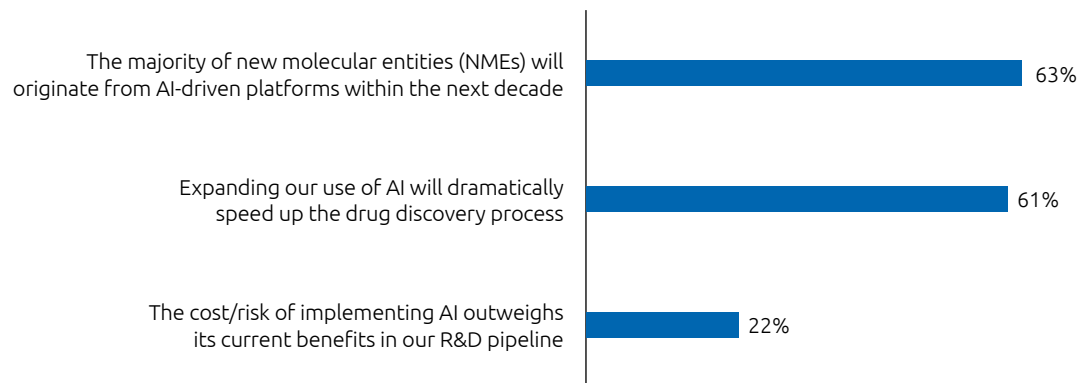 The majority of new molecular entities (NMEs) will
originate from AI-driven platforms within the next decade
63%
Expanding our use of AI will dramatically
speed up the drug discovery process
61%
The cost/risk of implementing AI outweighs
its current benefits in our R&D pipeline
22%